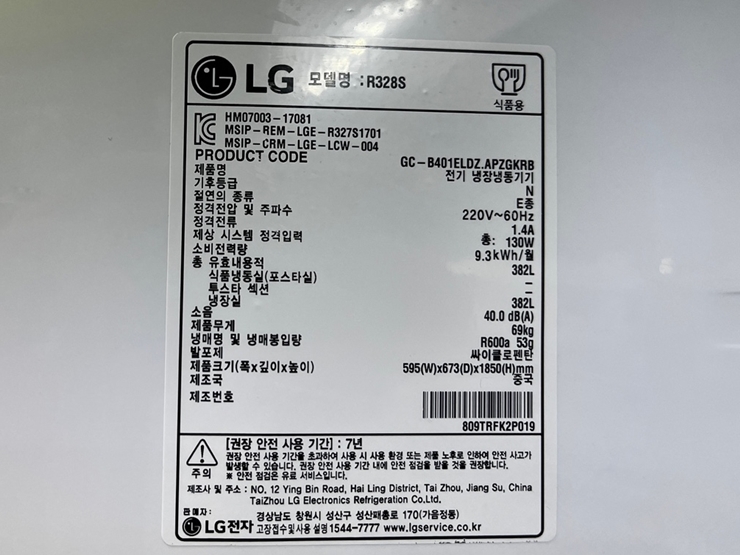 LG 모델명 : R328S
식품용
HM07003-17081
MSIP-REM-LGE-R327S1701
MSIP-CRM-LGE-LCW-004
PRODUCT CODE GC-B401ELDZ.APZGKRB
제품명 전기 냉장냉동기기
기후등급 N
절연의 종류 E종
정격전압 및 주파수 220V~60Hz
정격전류 1.4A
제상 시스템 정격입력 총: 130W
소비전력량 9.3kWh/월
총 유효내용적 382L
식품냉동실(포스타실) -
투스타 섹션 -
냉장실 382L
소음 40.0 dB(A)
제품무게 69kg
냉매명 및 냉매봉입량 R600a 53g
발포제 싸이클로펜탄
제품크기(폭x깊이x높이) 595(W)x673(D)x1850(H)mm
제조국 중국
제조번호
809TRFK2P019
주의
[권장 안전 사용 기간] : 7년
권장 안전 사용 기간을 초과하여 사용 시 사용 환경 또는 제품 노후로 인하여 안전 사고가
발생할 수 있습니다. 권장 안전 사용 기간 내에 안전 점검을 받을 것을 권장합니다.
※ 안전 점검은 유료 서비스입니다.
제조사 및 주소 : NO, 12 Ying Bin Road, Hai Ling District, Tai Zhou, Jiang Su, China
TaiZhou LG Electronics Refrigeration Co.Ltd.
판매자 :
LG전자 경상남도 창원시 성산구 성산패총로 170(가음정동)
고장접수및사용 설명 1544-7777 www.lgservice.co.kr